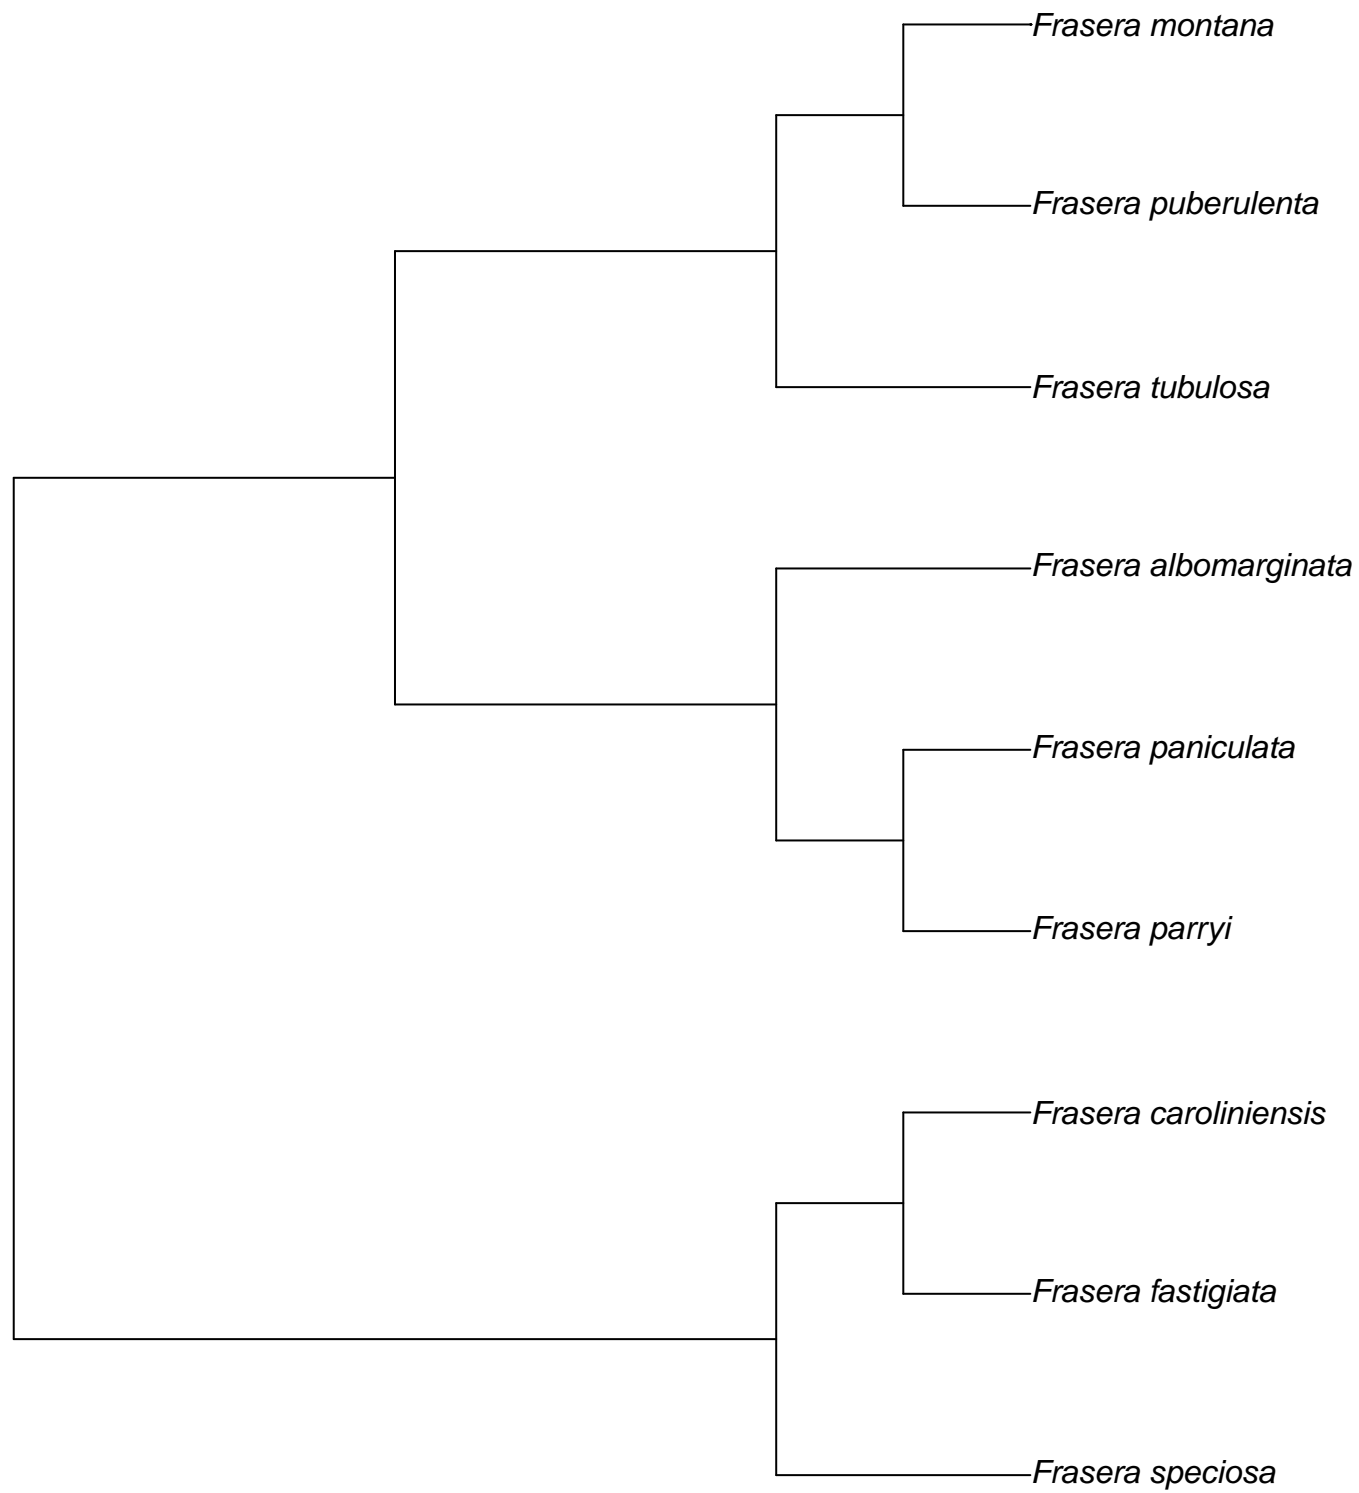 Frasera montana
Frasera puberulenta
Frasera tubulosa
Frasera albomarginata
Frasera paniculata
Frasera parryi
Frasera caroliniensis
Frasera fastigiata
Frasera speciosa